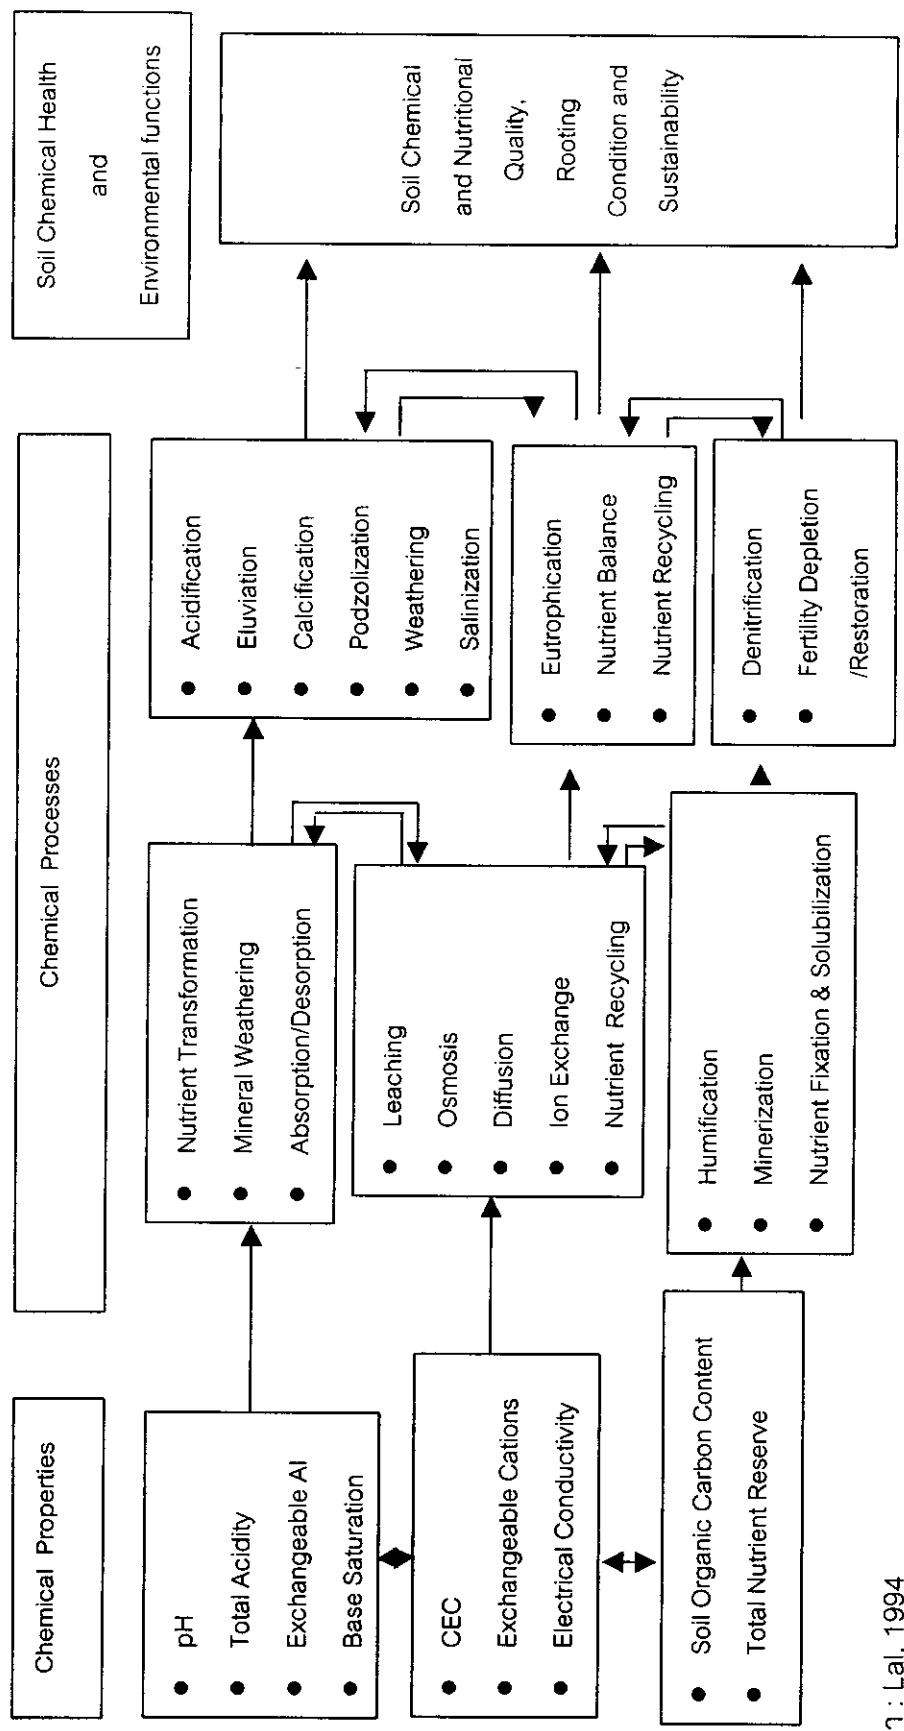 Chemical Properties
Chemical Processes
Soil Chemical Health
and
Environmental functions
● pH
● Total Acidity
● Exchangeable Al
● Base Saturation
● CEC
● Exchangeable Cations
● Electrical Conductivity
● Soil Organic Carbon Content
● Total Nutrient Reserve
● Nutrient Transformation
● Mineral Weathering
● Absorption/Desorption
● Leaching
● Osmosis
● Diffusion
● Ion Exchange
● Nutrient Recycling
● Humification
● Minerization
● Nutrient Fixation & Solubilization
● Acidification
● Eluviation
● Calcification
● Podzolization
● Weathering
● Salinization
● Eutrophication
● Nutrient Balance
● Nutrient Recycling
● Denitrification
● Fertility Depletion
/Restoration
Soil Chemical
and Nutritional
Quality,
Rooting
Condition and
Sustainability
: Lal, 1994